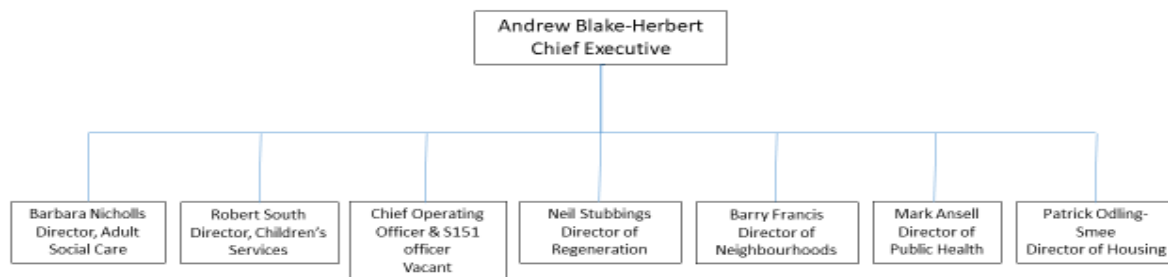 Andrew Blake-Herbert
Chief Executive
Barbara Nicholls
Director, Adult
Social Care
Robert South
Director, Children's
Services
Chief Operating
Officer & S151
officer
Vacant
Neil Stubbings
Director of
Regeneration
Barry Francis
Director of
Neighbourhoods
Mark Ansell
Director of
Public Health
Patrick Odling-
Smee
Director of Housing